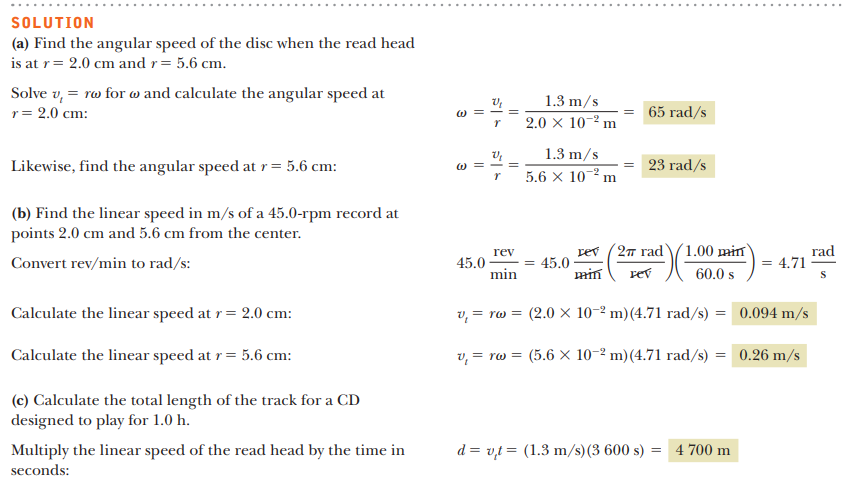 SOLUTION
(a) Find the angular speed of the disc when the read head
is at r = 2.0 cm and r = 5.6 cm.
Solve vₜ = rω for ω and calculate the angular speed at
r = 2.0 cm:
ω = vₜ/r = 1.3 m/s / 2.0 × 10⁻² m = 65 rad/s
Likewise, find the angular speed at r = 5.6 cm:
ω = vₜ/r = 1.3 m/s / 5.6 × 10⁻² m = 23 rad/s
(b) Find the linear speed in m/s of a 45.0-rpm record at
points 2.0 cm and 5.6 cm from the center.
Convert rev/min to rad/s:
45.0 rev/min = 45.0 rev/min (2π rad/rev)(1.00 min/60.0 s) = 4.71 rad/s
Calculate the linear speed at r = 2.0 cm:
vₜ = rω = (2.0 × 10⁻² m)(4.71 rad/s) = 0.094 m/s
Calculate the linear speed at r = 5.6 cm:
vₜ = rω = (5.6 × 10⁻² m)(4.71 rad/s) = 0.26 m/s
(c) Calculate the total length of the track for a CD
designed to play for 1.0 h.
Multiply the linear speed of the read head by the time in
seconds:
d = vₜt = (1.3 m/s)(3 600 s) = 4 700 m